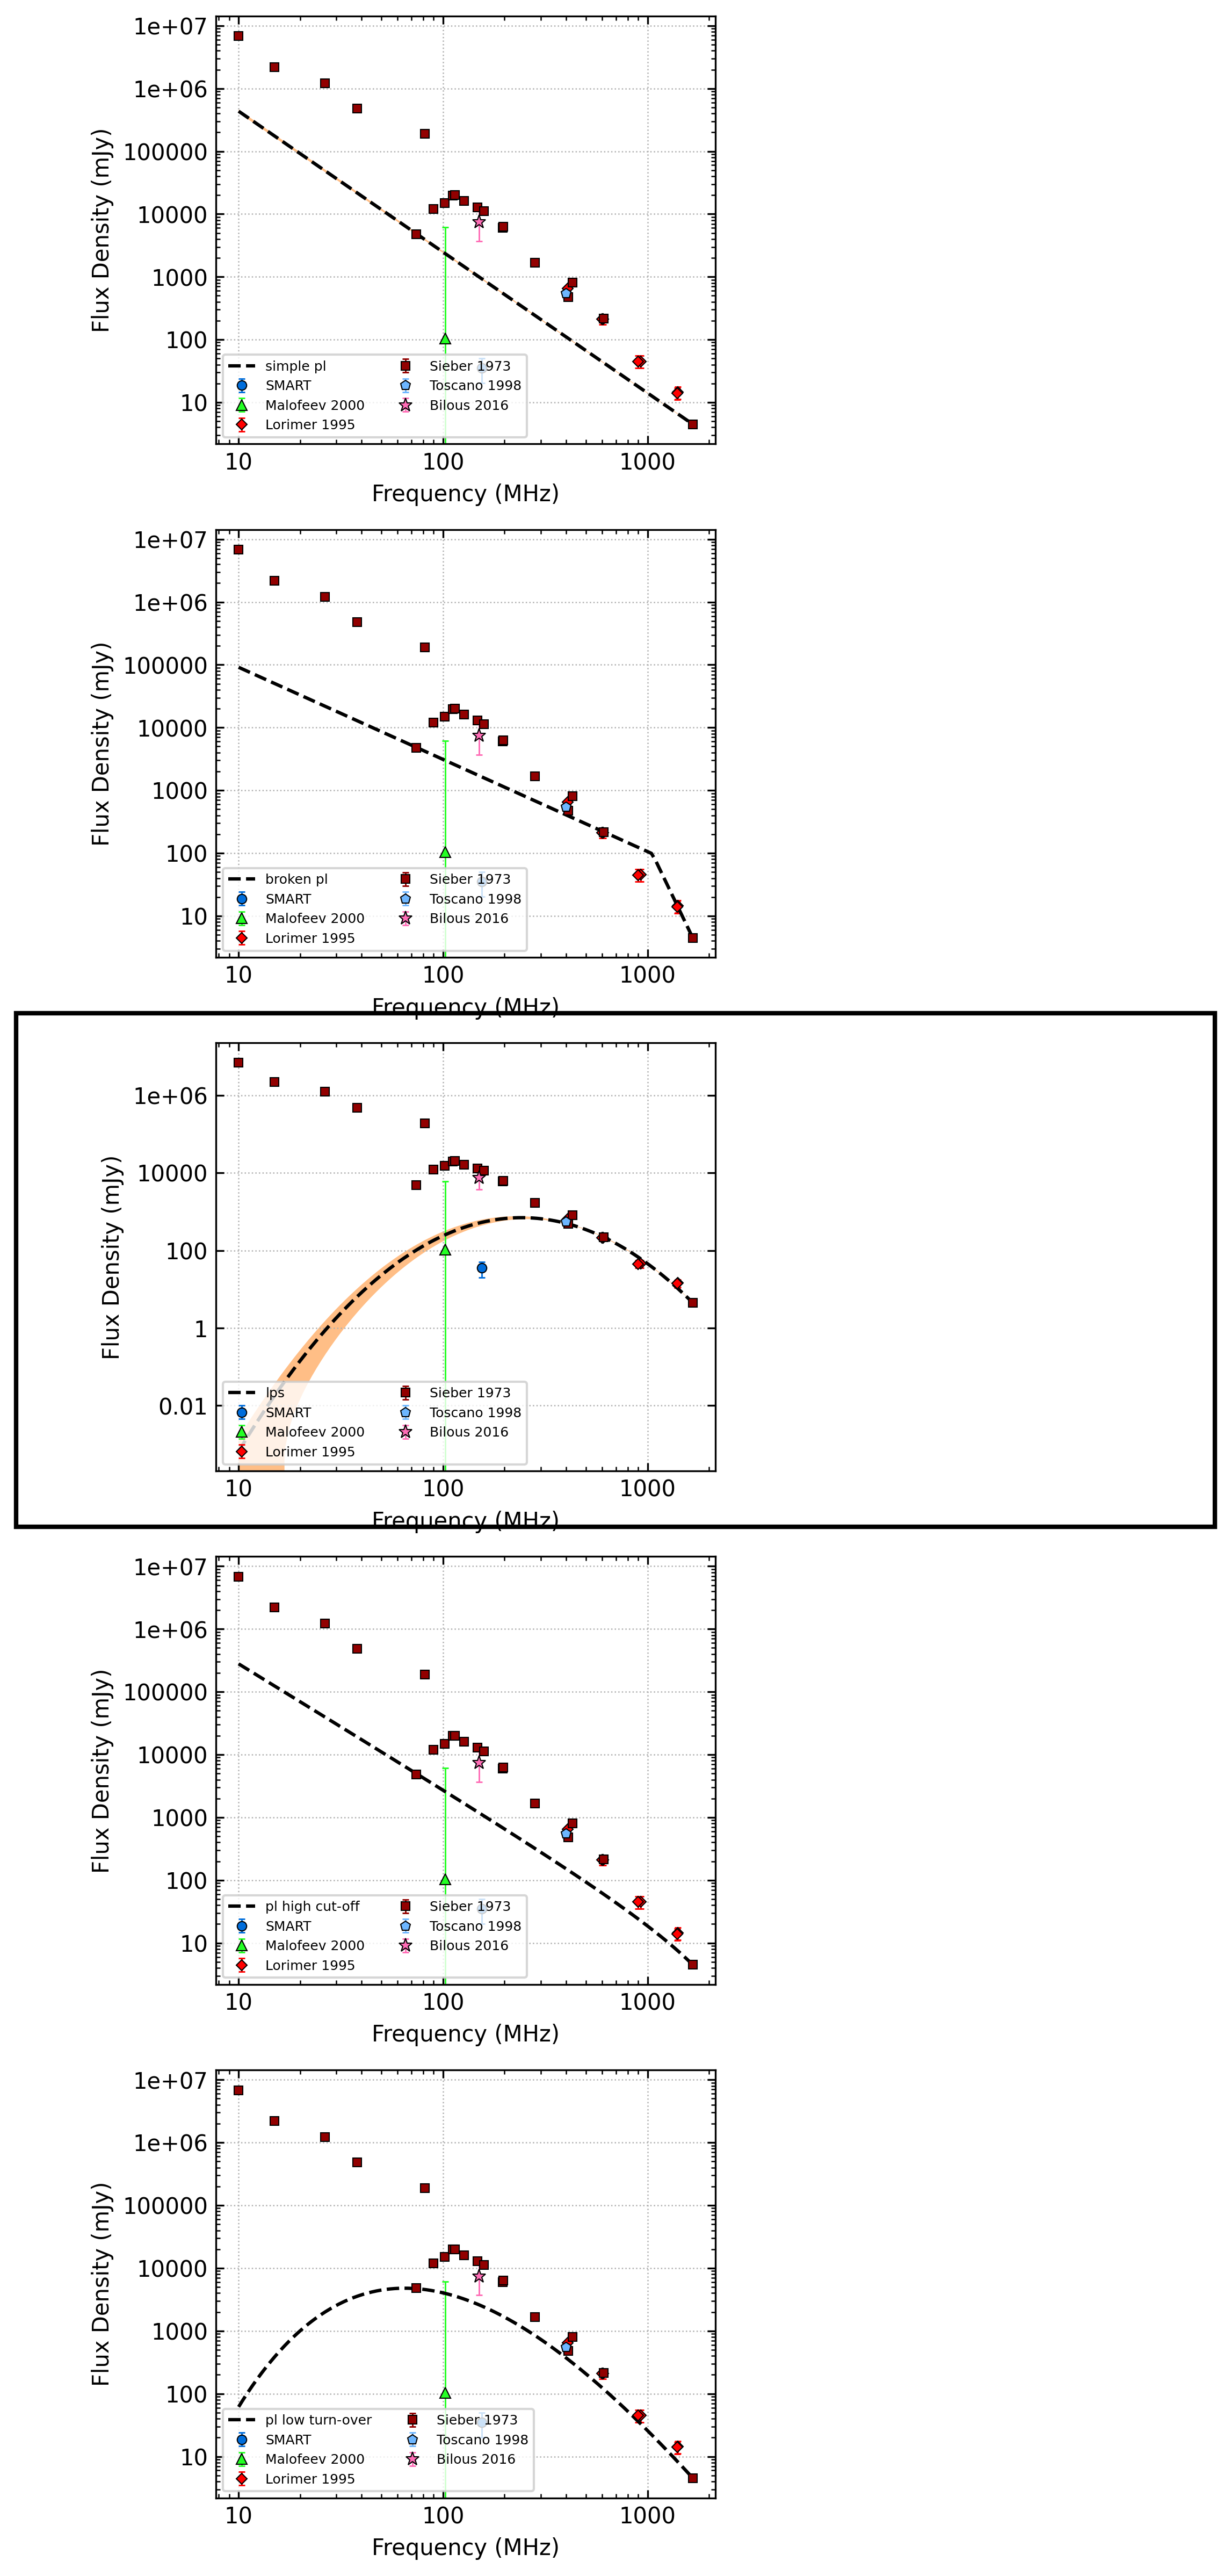 1e+07
1e+06
100000
10000
1000
100
10
Flux Density (mJy)
simple pl
SMART
Malofeev 2000
Lorimer 1995
Sieber 1973
Toscano 1998
Bilous 2016
10 100 1000
Frequency (MHz)
1e+07
1e+06
100000
10000
1000
100
10
Flux Density (mJy)
broken pl
SMART
Malofeev 2000
Lorimer 1995
Sieber 1973
Toscano 1998
Bilous 2016
10 100 1000
Frequency (MHz)
1e+06
10000
100
1
0.01
Flux Density (mJy)
lps
SMART
Malofeev 2000
Lorimer 1995
Sieber 1973
Toscano 1998
Bilous 2016
10 100 1000
Frequency (MHz)
1e+07
1e+06
100000
10000
1000
100
10
Flux Density (mJy)
pl high cut-off
SMART
Malofeev 2000
Lorimer 1995
Sieber 1973
Toscano 1998
Bilous 2016
10 100 1000
Frequency (MHz)
1e+07
1e+06
100000
10000
1000
100
10
Flux Density (mJy)
pl low turn-over
SMART
Malofeev 2000
Lorimer 1995
Sieber 1973
Toscano 1998
Bilous 2016
10 100 1000
Frequency (MHz)